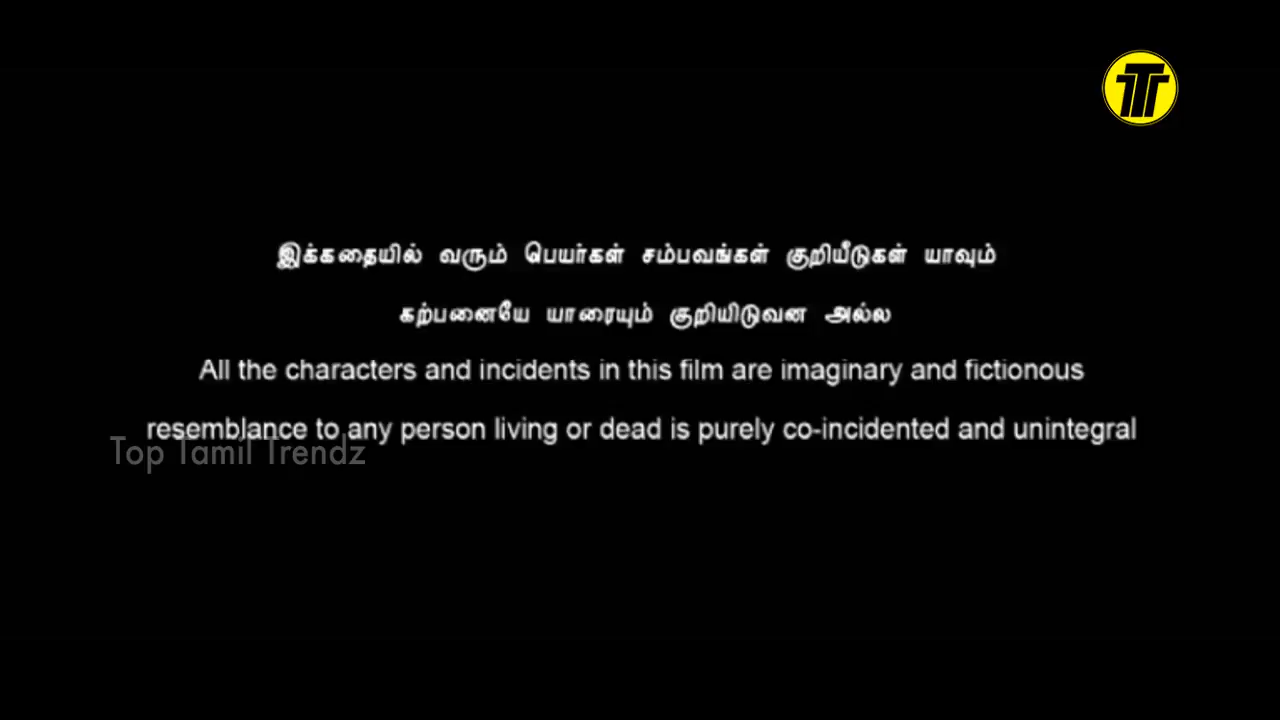 இக்கதையில் வரும் பெயர்கள் சம்பவங்கள் குறியீடுகள் யாவும்
கற்பனையே யாரையும் குறியிடுவன அல்ல
All the characters and incidents in this film are imaginary and fictionous
resemblance to any person living or dead is purely co-incidented and unintegral
Top Tamil Trendz